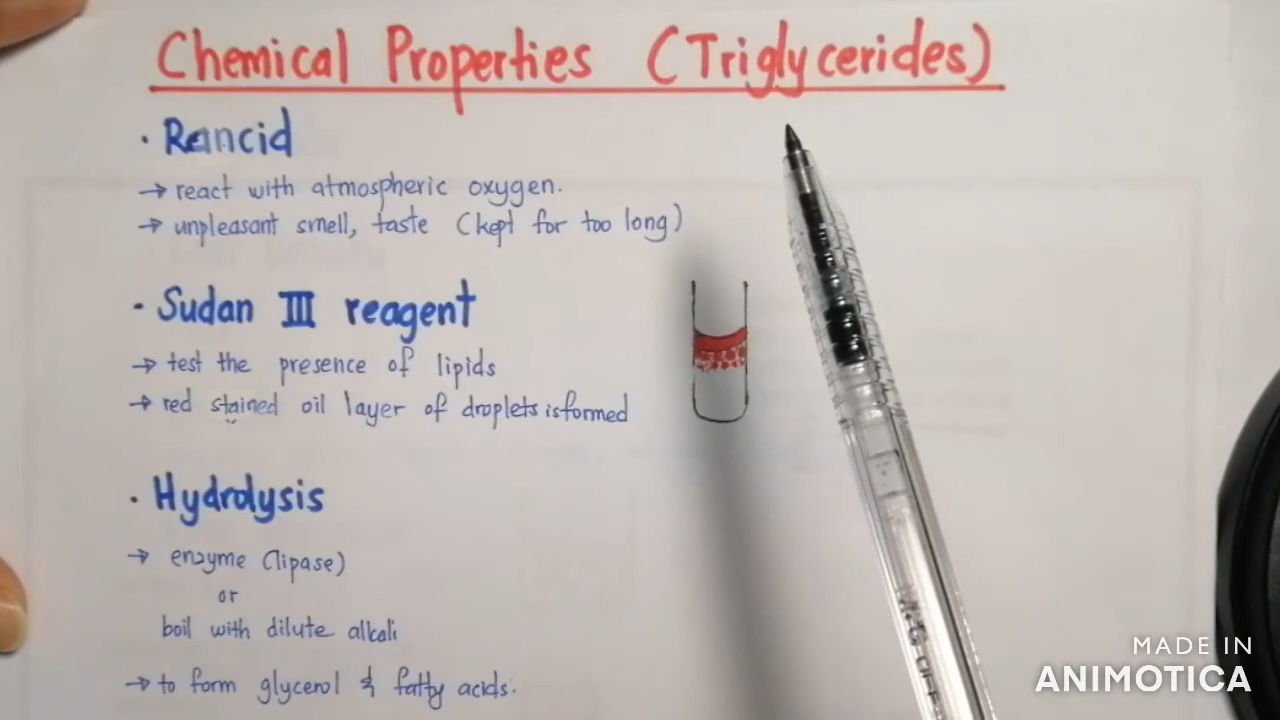 Chemical Properties (Triglycerides)
· Rancid
→ react with atmospheric oxygen.
→ unpleasant smell, taste (kept for too long)
· Sudan III reagent
→ test the presence of lipids
→ red stained oil layer of droplets is formed
· Hydrolysis
→ enzyme (lipase)
or
boil with dilute alkali
→ to form glycerol & fatty acids.
MADE IN
ANIMOTICA